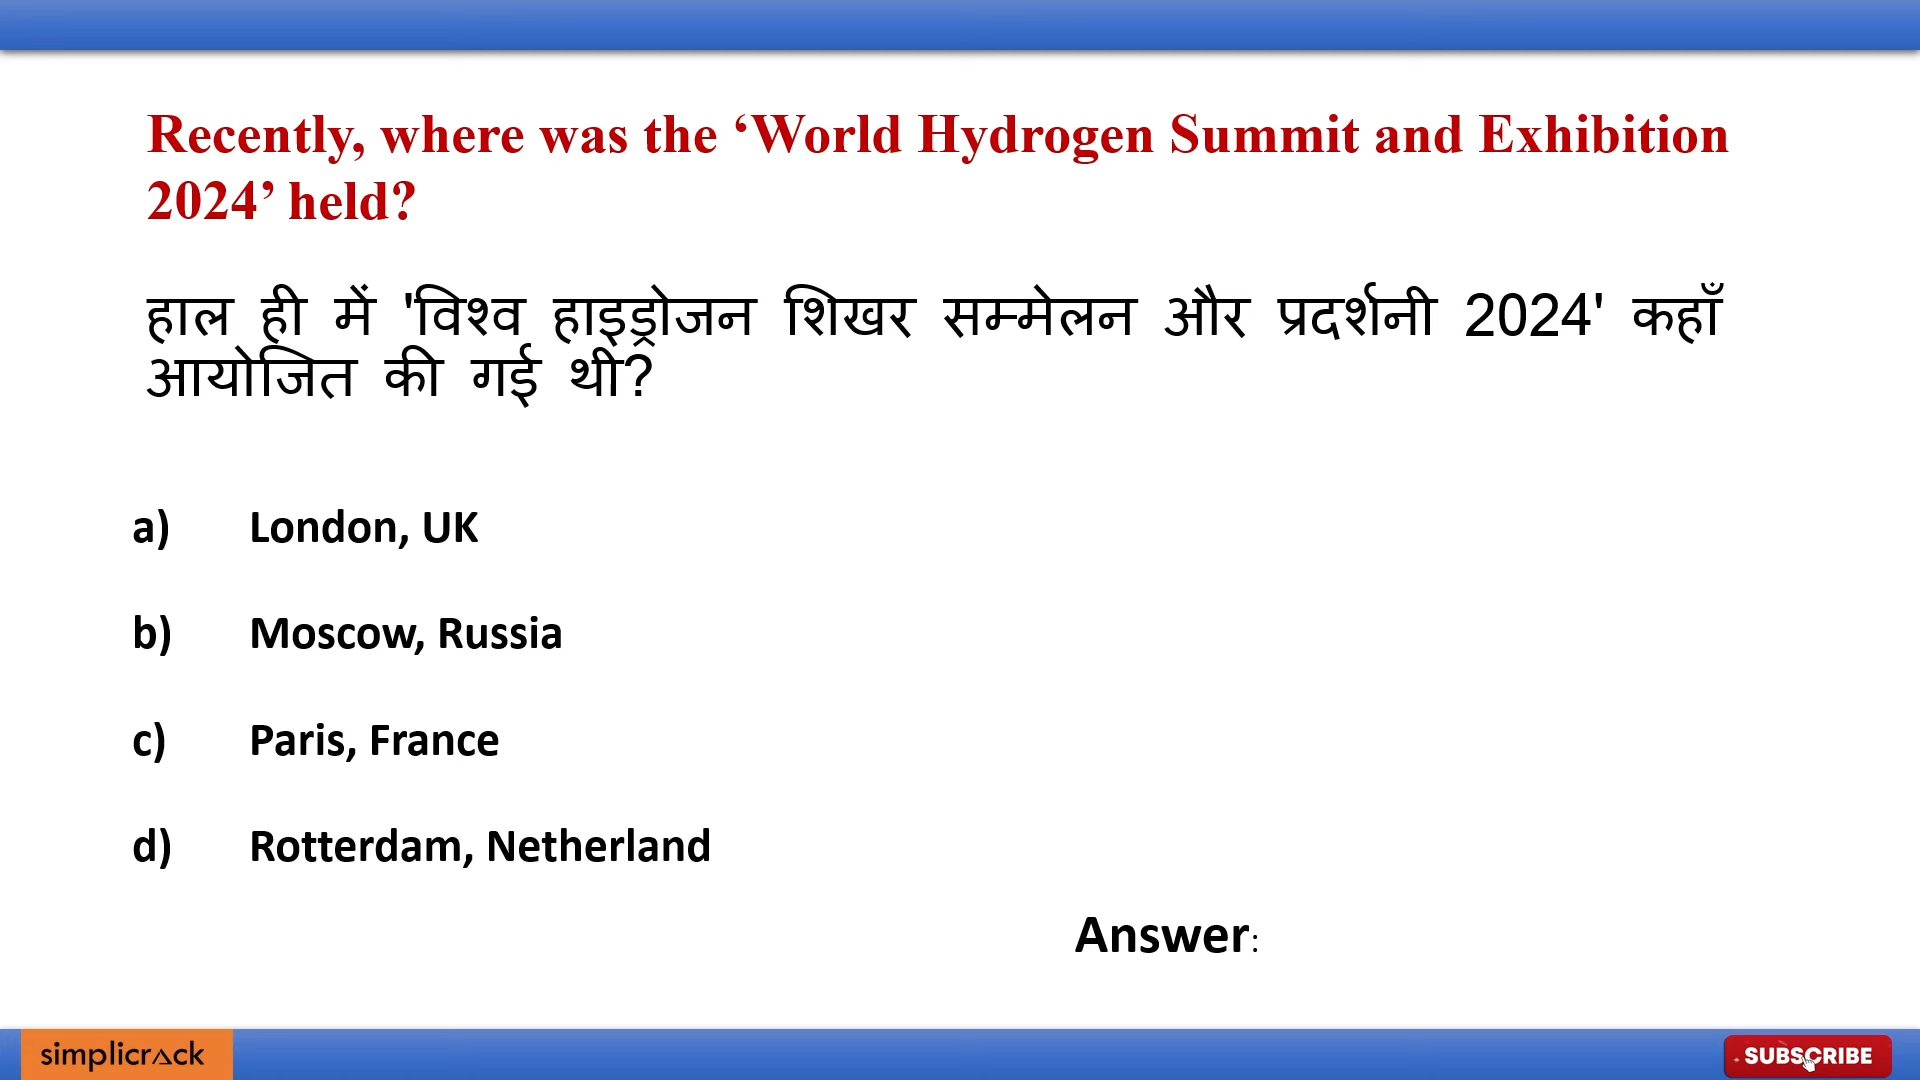 Recently, where was the ‘World Hydrogen Summit and Exhibition
2024’ held?
हाल ही में 'विश्व हाइड्रोजन शिखर सम्मेलन और प्रदर्शनी 2024' कहाँ
आयोजित की गई थी?
a) London, UK
b) Moscow, Russia
c) Paris, France
d) Rotterdam, Netherland
Answer:
simplicrack
SUBSCRIBE